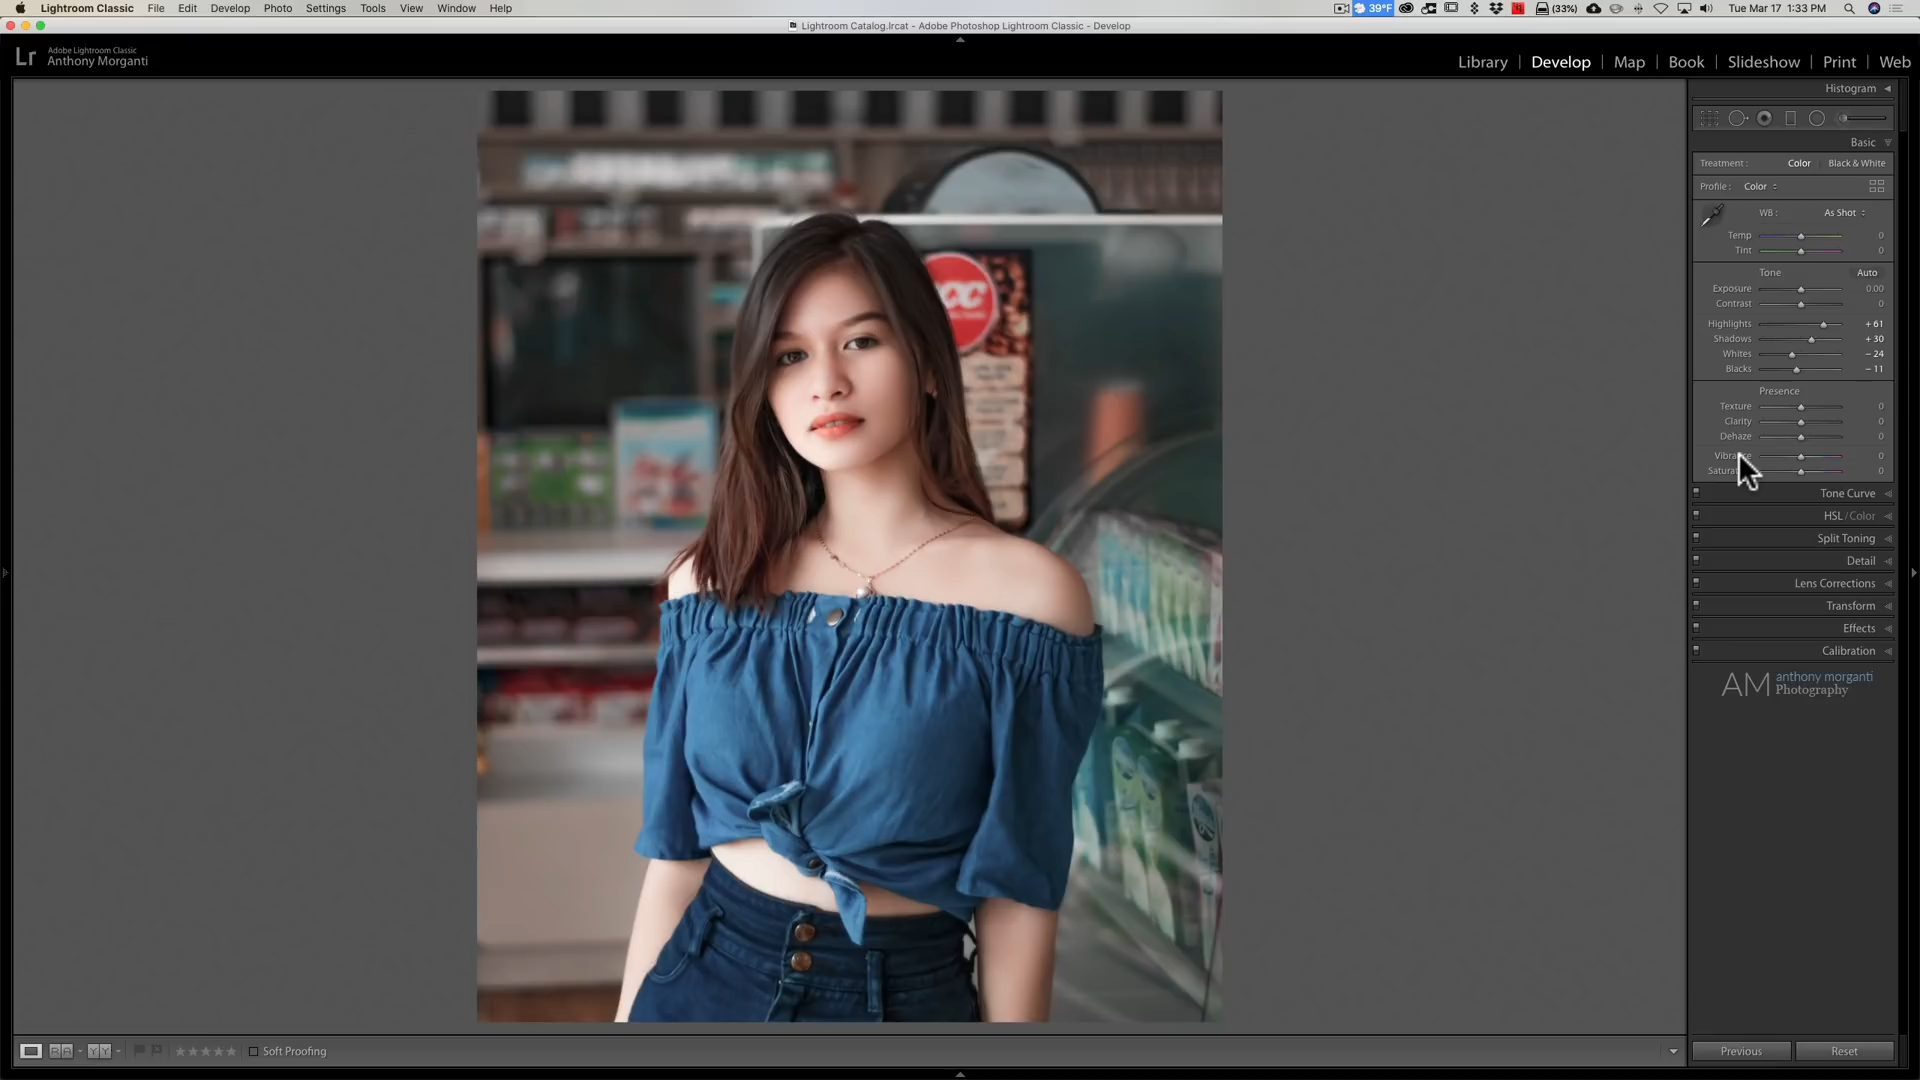 Lightroom Classic File Edit Develop Photo Settings Tools View Window Help 39°F (33%) Tue Mar 17 1:33 PM
Lightroom Catalog.lrcat - Adobe Photoshop Lightroom Classic - Develop
Lr Adobe Lightroom Classic
Anthony Morganti
Library | Develop | Map | Book | Slideshow | Print | Web
Histogram
Basic
Treatment : Color Black & White
Profile : Color
WB : As Shot
Temp 0
Tint 0
Tone Auto
Exposure 0.00
Contrast 0
Highlights + 61
Shadows + 30
Whites – 24
Blacks – 11
Presence
Texture 0
Clarity 0
Dehaze 0
0
0
Tone Curve
HSL / Color
Split Toning
Detail
Lens Corrections
Transform
Effects
Calibration
AM anthony morganti
Photography
Soft Proofing
Previous Reset